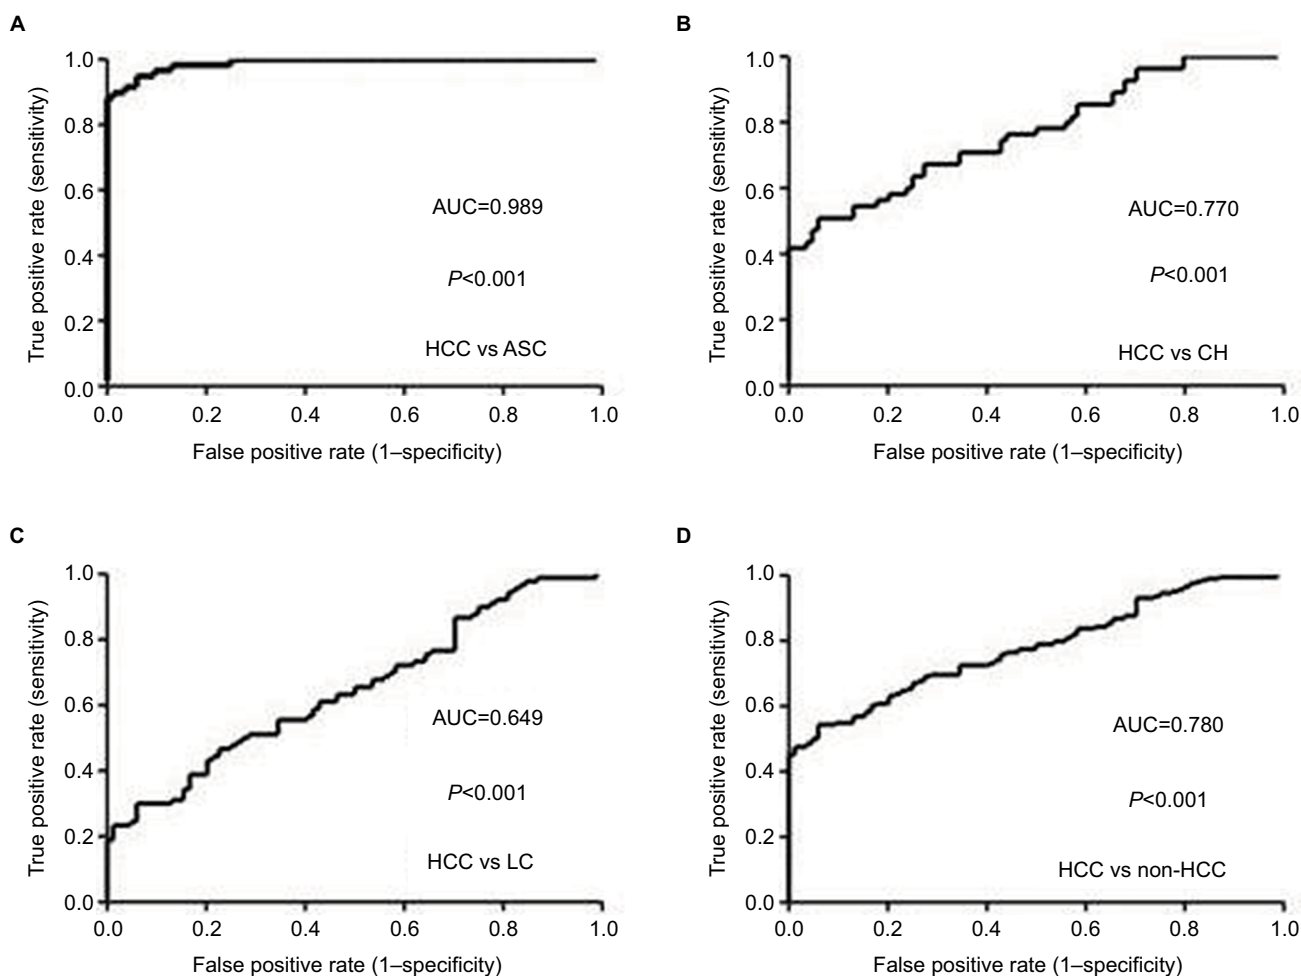 A
True positive rate (sensitivity)
1.0
0.8
0.6
0.4
0.2
0.0
AUC=0.989
P<0.001
HCC vs ASC
0.0 0.2 0.4 0.6 0.8 1.0
False positive rate (1–specificity)
B
True positive rate (sensitivity)
1.0
0.8
0.6
0.4
0.2
0.0
AUC=0.770
P<0.001
HCC vs CH
0.0 0.2 0.4 0.6 0.8 1.0
False positive rate (1–specificity)
C
True positive rate (sensitivity)
1.0
0.8
0.6
0.4
0.2
0.0
AUC=0.649
P<0.001
HCC vs LC
0.0 0.2 0.4 0.6 0.8 1.0
False positive rate (1–specificity)
D
True positive rate (sensitivity)
1.0
0.8
0.6
0.4
0.2
0.0
AUC=0.780
P<0.001
HCC vs non-HCC
0.0 0.2 0.4 0.6 0.8 1.0
False positive rate (1–specificity)